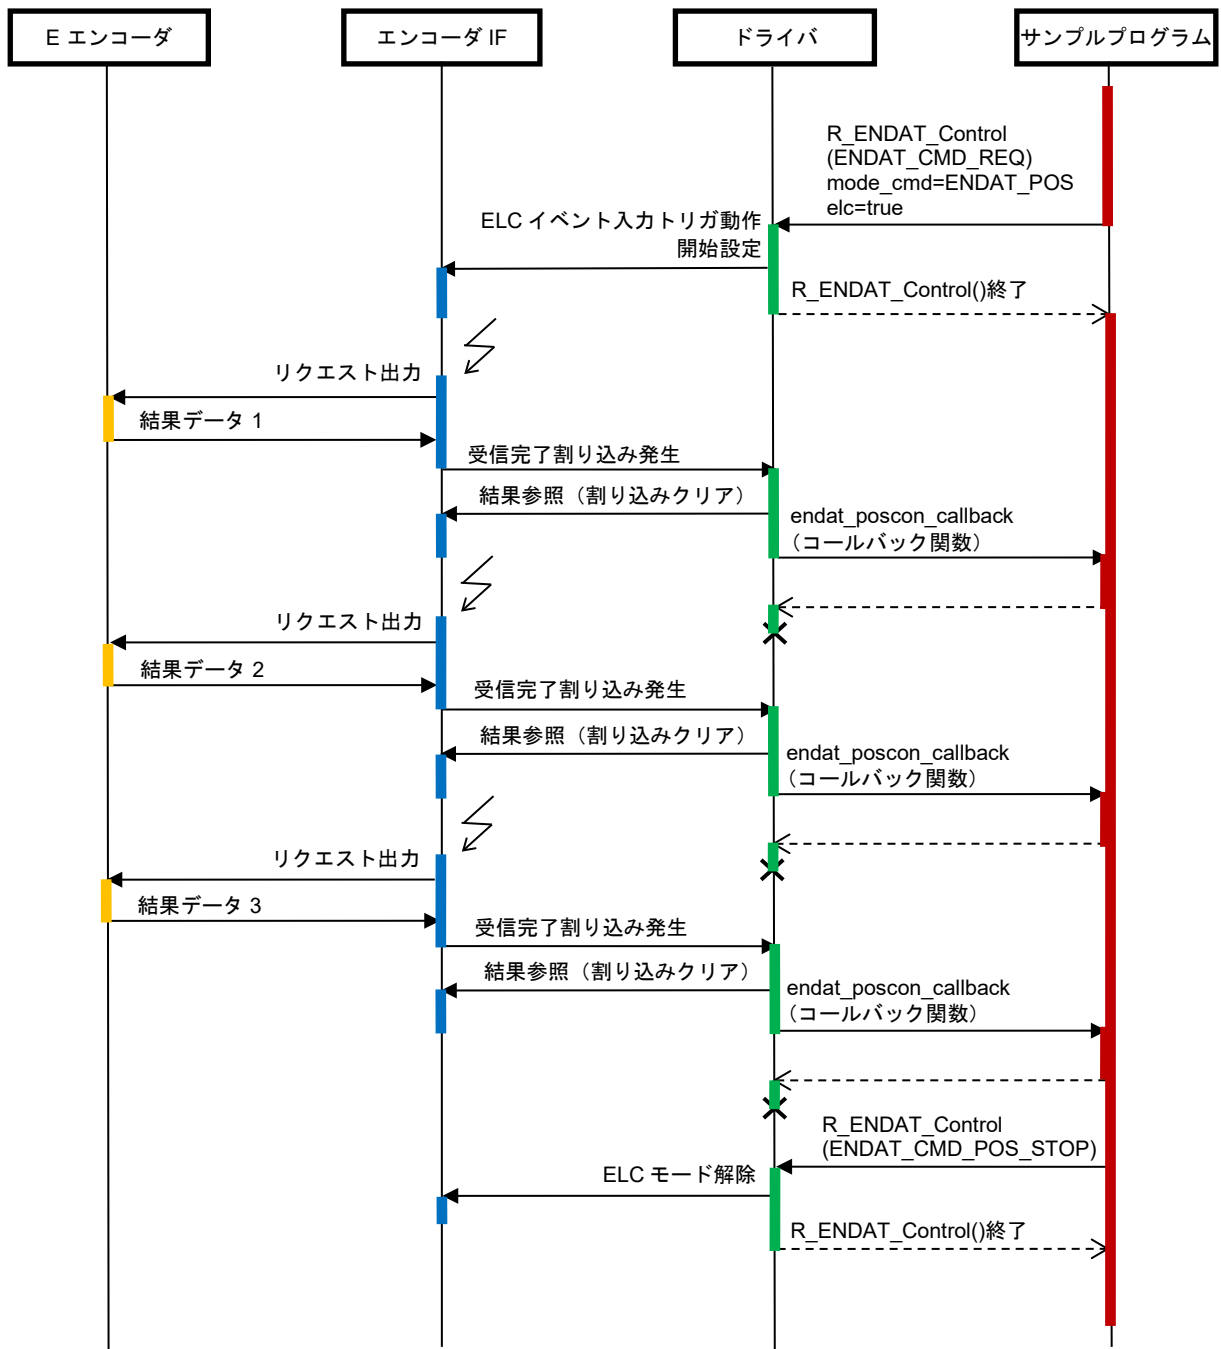 E エンコーダ
エンコーダ IF
ドライバ
サンプルプログラム
R_ENDAT_Control
(ENDAT_CMD_REQ)
mode_cmd=ENDAT_POS
elc=true
ELC イベント入力トリガ動作
開始設定
R_ENDAT_Control()終了
リクエスト出力
結果データ 1
受信完了割り込み発生
結果参照（割り込みクリア）
endat_poscon_callback
（コールバック関数）
リクエスト出力
結果データ 2
受信完了割り込み発生
結果参照（割り込みクリア）
endat_poscon_callback
（コールバック関数）
リクエスト出力
結果データ 3
受信完了割り込み発生
結果参照（割り込みクリア）
endat_poscon_callback
（コールバック関数）
R_ENDAT_Control
(ENDAT_CMD_POS_STOP)
ELC モード解除
R_ENDAT_Control()終了